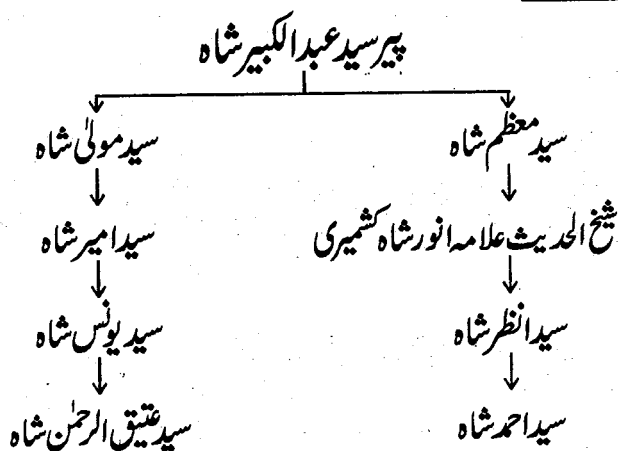 پیر سید عبدالکبیر شاہ
سید معظم شاہ
سید مولیٰ شاہ
شیخ الحدیث علامہ انور شاہ کشمیری
سید امیر شاہ
سید انظر شاہ
سید یونس شاہ
سید احمد شاہ
سید عتیق الرحمٰن شاہ